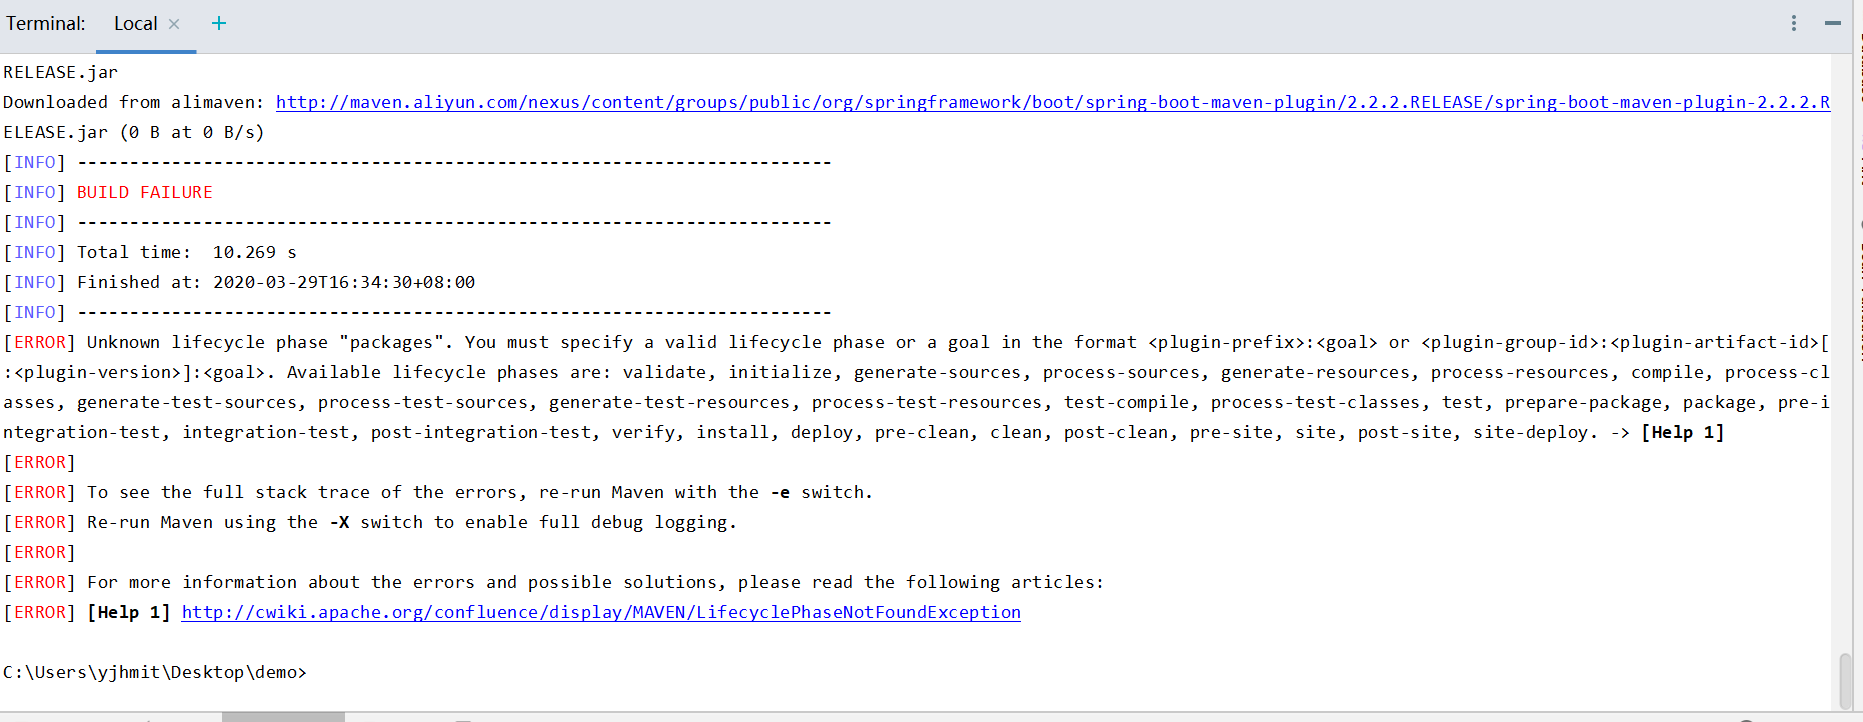 Terminal: Local × +
RELEASE.jar
Downloaded from alimaven: http://maven.aliyun.com/nexus/content/groups/public/org/springframework/boot/spring-boot-maven-plugin/2.2.2.RELEASE/spring-boot-maven-plugin-2.2.2.R
ELEASE.jar (0 B at 0 B/s)
[INFO] ------------------------------------------------------------------------
[INFO] BUILD FAILURE
[INFO] ------------------------------------------------------------------------
[INFO] Total time:  10.269 s
[INFO] Finished at: 2020-03-29T16:34:30+08:00
[INFO] ------------------------------------------------------------------------
[ERROR] Unknown lifecycle phase "packages". You must specify a valid lifecycle phase or a goal in the format <plugin-prefix>:<goal> or <plugin-group-id>:<plugin-artifact-id>[
:<plugin-version>]:<goal>. Available lifecycle phases are: validate, initialize, generate-sources, process-sources, generate-resources, process-resources, compile, process-cl
asses, generate-test-sources, process-test-sources, generate-test-resources, process-test-resources, test-compile, process-test-classes, test, prepare-package, package, pre-i
ntegration-test, integration-test, post-integration-test, verify, install, deploy, pre-clean, clean, post-clean, pre-site, site, post-site, site-deploy. -> [Help 1]
[ERROR]
[ERROR] To see the full stack trace of the errors, re-run Maven with the -e switch.
[ERROR] Re-run Maven using the -X switch to enable full debug logging.
[ERROR]
[ERROR] For more information about the errors and possible solutions, please read the following articles:
[ERROR] [Help 1] http://cwiki.apache.org/confluence/display/MAVEN/LifecyclePhaseNotFoundException
C:\Users\yjhmit\Desktop\demo>